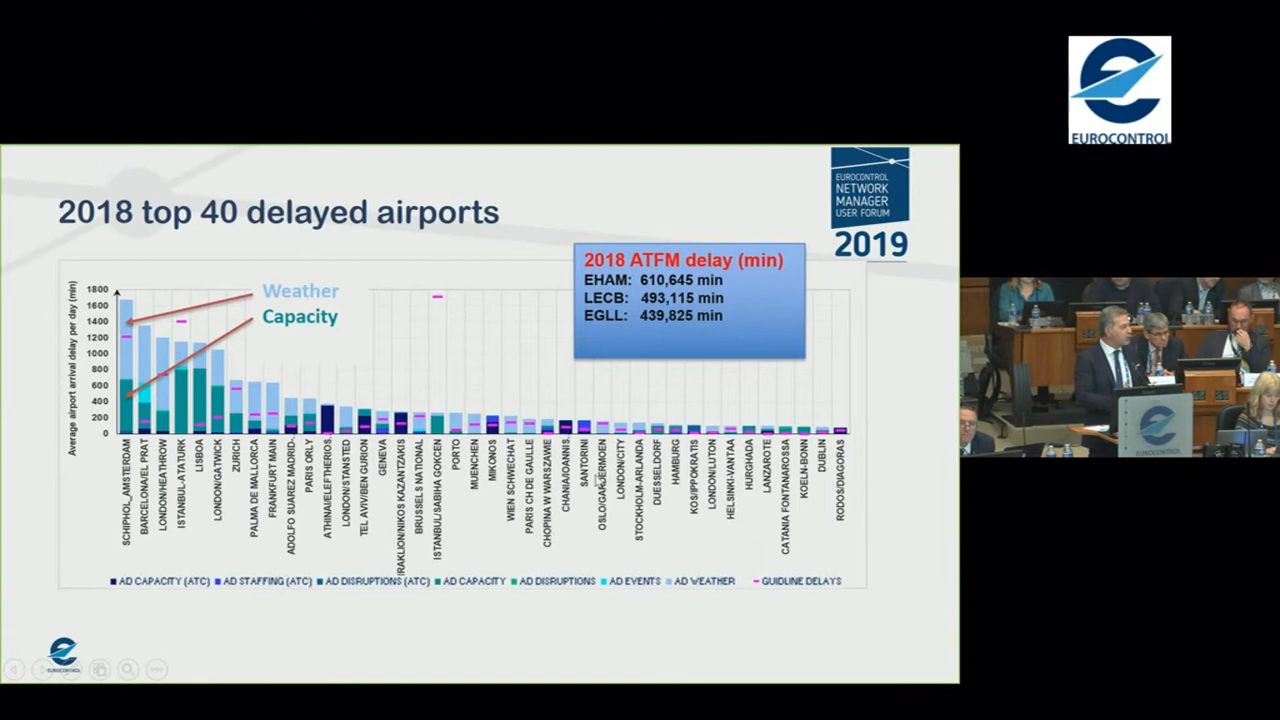 EUROCONTROL
EUROCONTROL
NETWORK
MANAGER
USER FORUM
2019
2018 top 40 delayed airports
2018 ATFM delay (min)
EHAM: 610,645 min
LECB: 493,115 min
EGLL: 439,825 min
Weather
Capacity
Average airport arrival delay per day (min)
1800
1600
1400
1200
1000
800
600
400
200
0
SCHIPHOL_AMSTERDAM
BARCELONA/EL PRAT
LONDON/HEATHROW
ISTANBUL-ATATURK
LISBOA
LONDON/GATWICK
ZURICH
PALMA DE MALLORCA
FRANKFURT MAIN
ADOLFO SUAREZ MADRID-
PARIS ORLY
ATHINAI/ELEFTHERIOS.
LONDON/STANSTED
TEL AVIV/BEN GURION
GENEVA
IRAKLION/NIKOS KAZANTZAKIS
BRUSSELS NATIONAL
ISTANBUL/SABIHA GOKCEN
PORTO
MUENCHEN
MIKONOS
WIEN SCHWECHAT
PARIS CH DE GAULLE
CHOPINA W WARSZAWIE
CHANIA/IOANNIS.
SANTORINI
OSLO/GARDERMOEN
LONDON/CITY
STOCKHOLM-ARLANDA
DUESSELDORF
HAMBURG
KOS/IPPOKRATIS
LONDON/LUTON
HELSINKI-VANTAA
HURGHADA
LANZAROTE
CATANIA FONTANAROSSA
KOELN-BONN
DUBLIN
RODOS/DIAGORAS
AD CAPACITY (ATC) AD STAFFING (ATC) AD DISRUPTIONS (ATC) AD CAPACITY AD DISRUPTIONS AD EVENTS AD WEATHER GUIDLINE DELAYS
EUROCONTROL